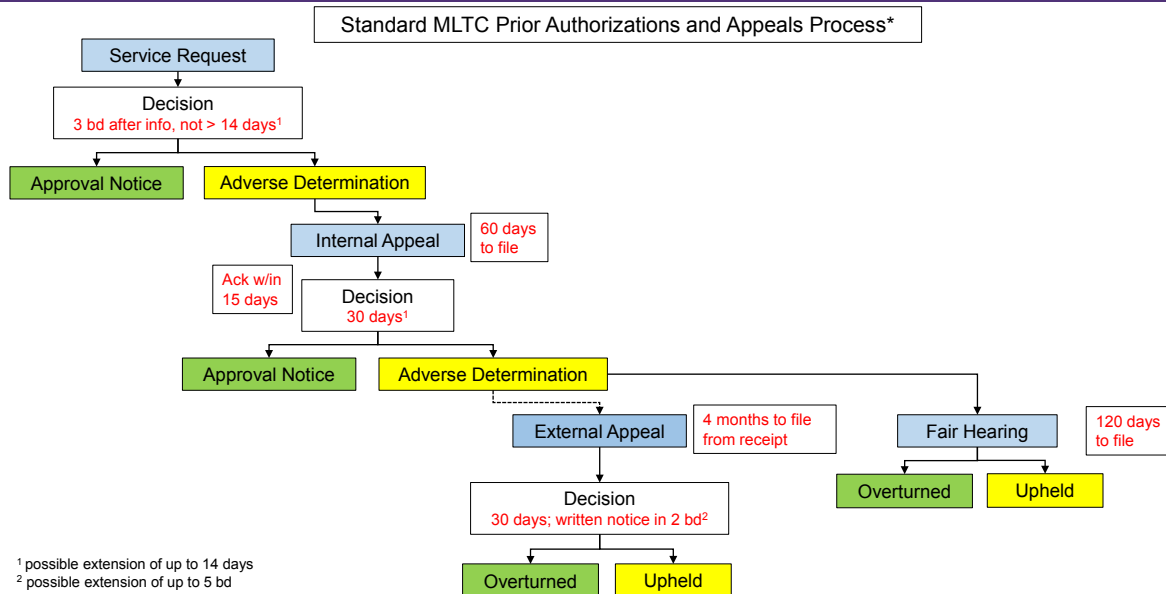 Standard MLTC Prior Authorizations and Appeals Process*
Service Request
Decision
3 bd after info, not > 14 days¹
Approval Notice
Adverse Determination
Internal Appeal
60 days
to file
Ack w/in
15 days
Decision
30 days¹
Approval Notice
Adverse Determination
External Appeal
4 months to file
from receipt
Fair Hearing
120 days
to file
Overturned
Upheld
Decision
30 days; written notice in 2 bd²
Overturned
Upheld
¹ possible extension of up to 14 days
² possible extension of up to 5 bd